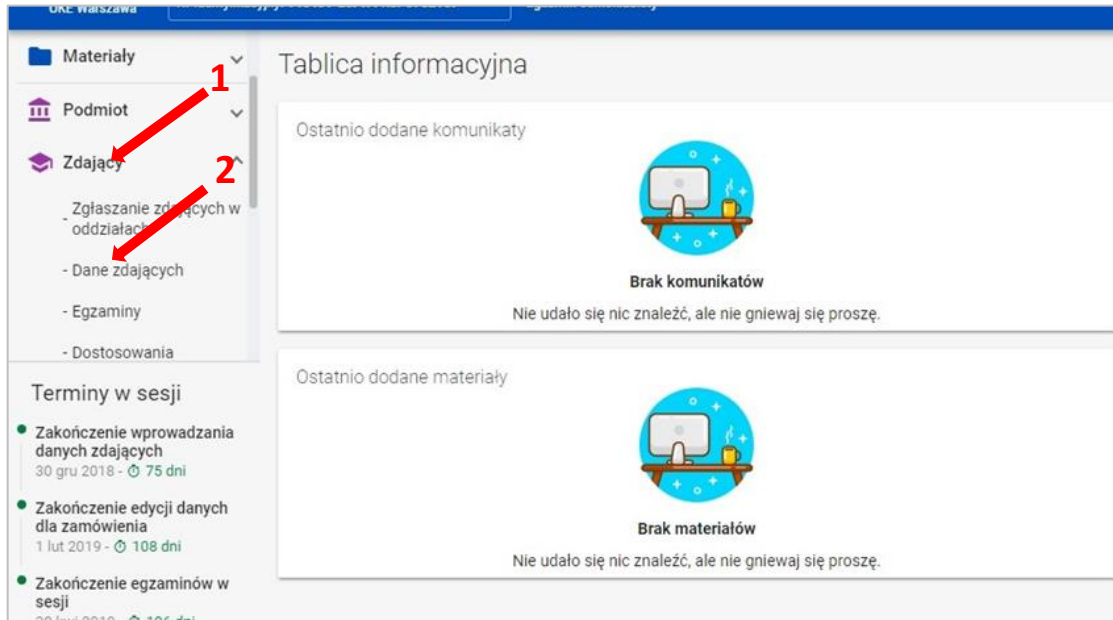 OKE Warszawa
Materiały
Podmiot
1
Zdający
2
Zgłaszanie zdających w
oddziałach
- Dane zdających
- Egzaminy
- Dostosowania
Terminy w sesji
Zakończenie wprowadzania
danych zdających
30 gru 2018 - 75 dni
Zakończenie edycji danych
dla zamówienia
1 lut 2019 - 108 dni
Zakończenie egzaminów w
sesji
Tablica informacyjna
Ostatnio dodane komunikaty
Brak komunikatów
Nie udało się nic znaleźć, ale nie gniewaj się proszę.
Ostatnio dodane materiały
Brak materiałów
Nie udało się nic znaleźć, ale nie gniewaj się proszę.